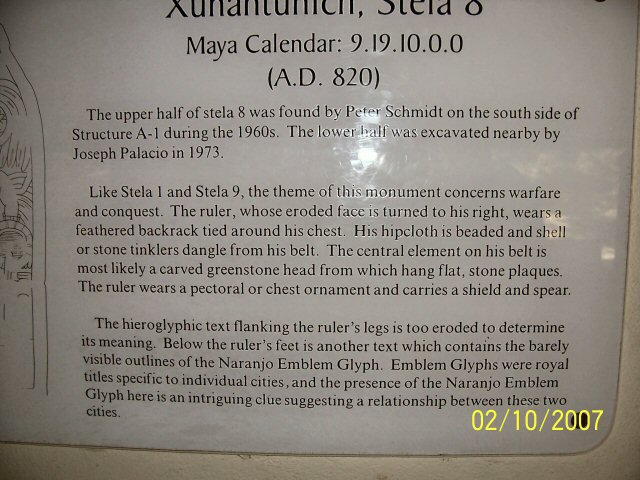 Xunantunich, Stela 8
Maya Calendar: 9.19.10.0.0
(A.D. 820)
The upper half of stela 8 was found by Peter Schmidt on the south side of
Structure A-1 during the 1960s. The lower half was excavated nearby by
Joseph Palacio in 1973.
Like Stela 1 and Stela 9, the theme of this monument concerns warfare
and conquest. The ruler, whose eroded face is turned to his right, wears a
feathered backrack tied around his chest. His hipcloth is beaded and shell
or stone tinklers dangle from his belt. The central element on his belt is
most likely a carved greenstone head from which hang flat, stone plaques.
The ruler wears a pectoral or chest ornament and carries a shield and spear.
The hieroglyphic text flanking the ruler's legs is too eroded to determine
its meaning. Below the ruler's feet is another text which contains the barely
visible outlines of the Naranjo Emblem Glyph. Emblem Glyphs were royal
titles specific to individual cities, and the presence of the Naranjo Emblem
Glyph here is an intriguing clue suggesting a relationship between these two
cities.
02/10/2007